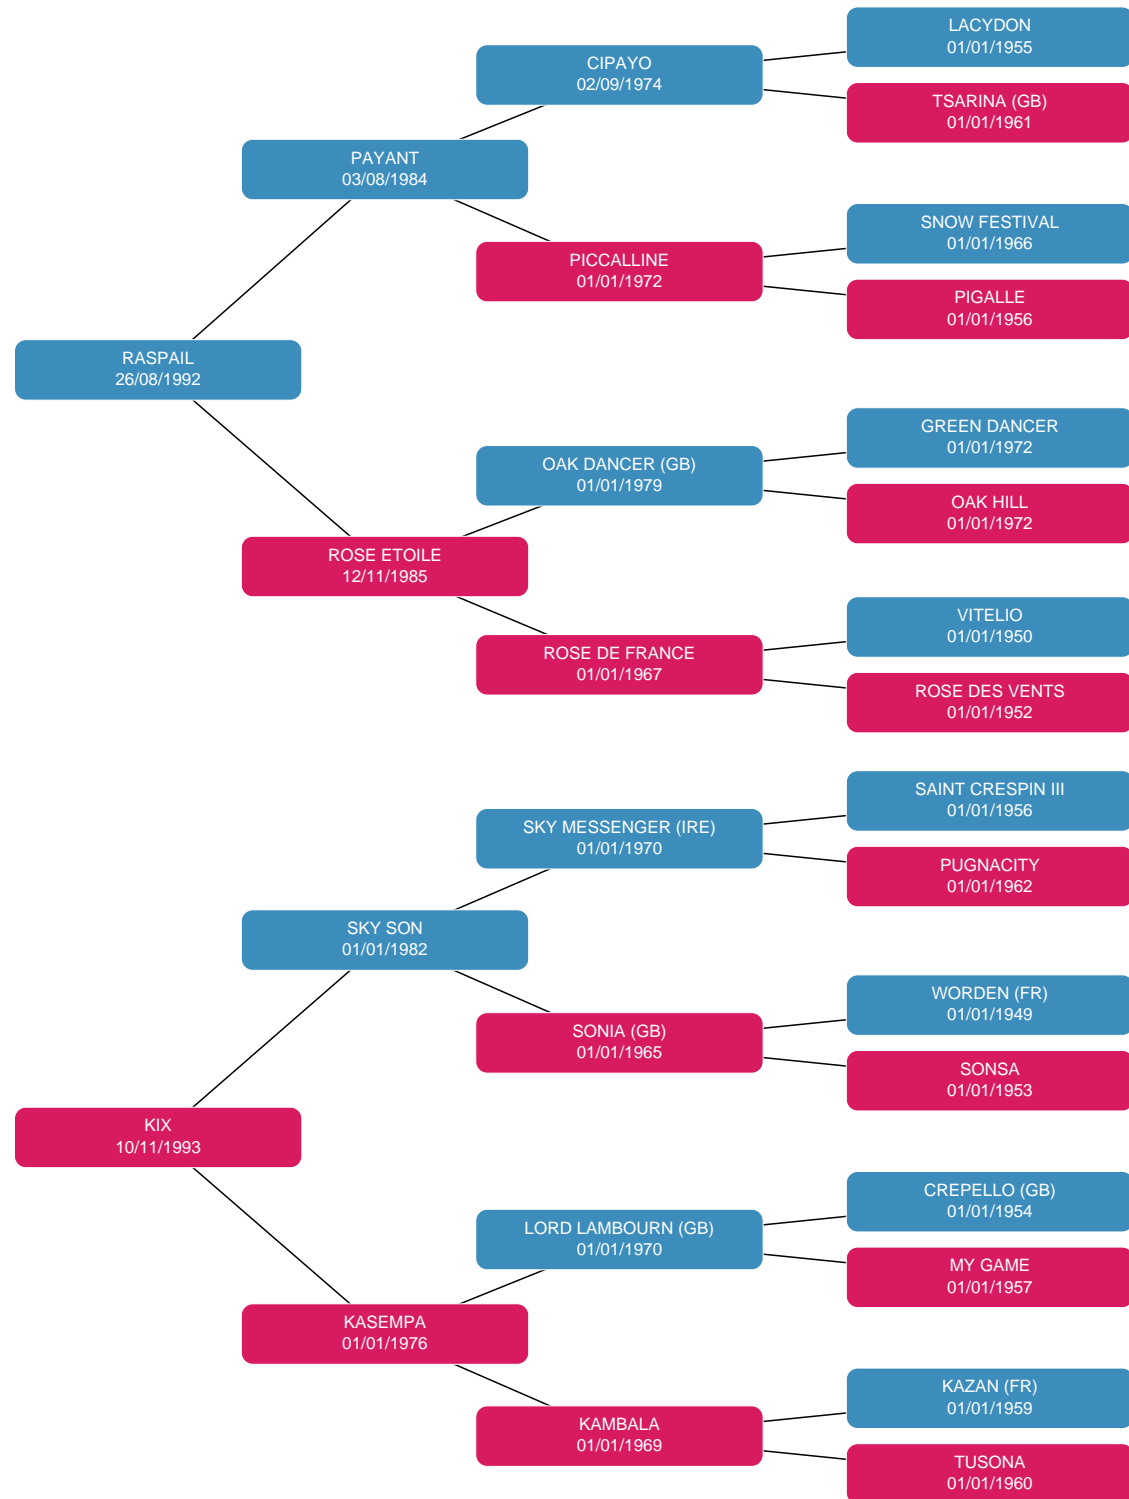 LACYDON
01/01/1955
CIPAYO
02/09/1974
TSARINA (GB)
01/01/1961
PAYANT
03/08/1984
SNOW FESTIVAL
01/01/1966
PICCALLINE
01/01/1972
PIGALLE
01/01/1956
RASPAIL
26/08/1992
GREEN DANCER
01/01/1972
OAK DANCER (GB)
01/01/1979
OAK HILL
01/01/1972
ROSE ETOILE
12/11/1985
VITELIO
01/01/1950
ROSE DE FRANCE
01/01/1967
ROSE DES VENTS
01/01/1952
SAINT CRESPIN III
01/01/1956
SKY MESSENGER (IRE)
01/01/1970
PUGNACITY
01/01/1962
SKY SON
01/01/1982
WORDEN (FR)
01/01/1949
SONIA (GB)
01/01/1965
SONSA
01/01/1953
KIX
10/11/1993
CREPELLO (GB)
01/01/1954
LORD LAMBOURN (GB)
01/01/1970
MY GAME
01/01/1957
KASEMPA
01/01/1976
KAZAN (FR)
01/01/1959
KAMBALA
01/01/1969
TUSONA
01/01/1960